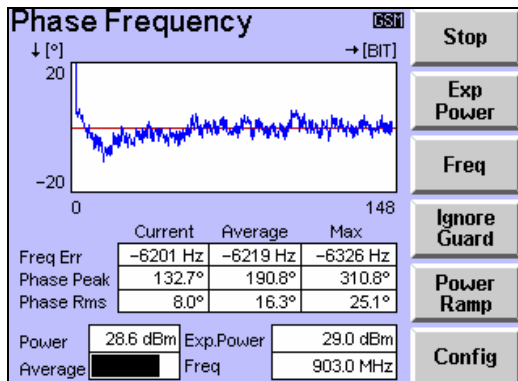 Phase Frequency GSM
↓ [°] → [BIT]
20
−20
0 148
Current Average Max
Freq Err −6201 Hz −6219 Hz −6326 Hz
Phase Peak 132.7° 190.8° 310.8°
Phase Rms 8.0° 16.3° 25.1°
Power 28.6 dBm Exp.Power 29.0 dBm
Average Freq 903.0 MHz
Stop
Exp
Power
Freq
Ignore
Guard
Power
Ramp
Config